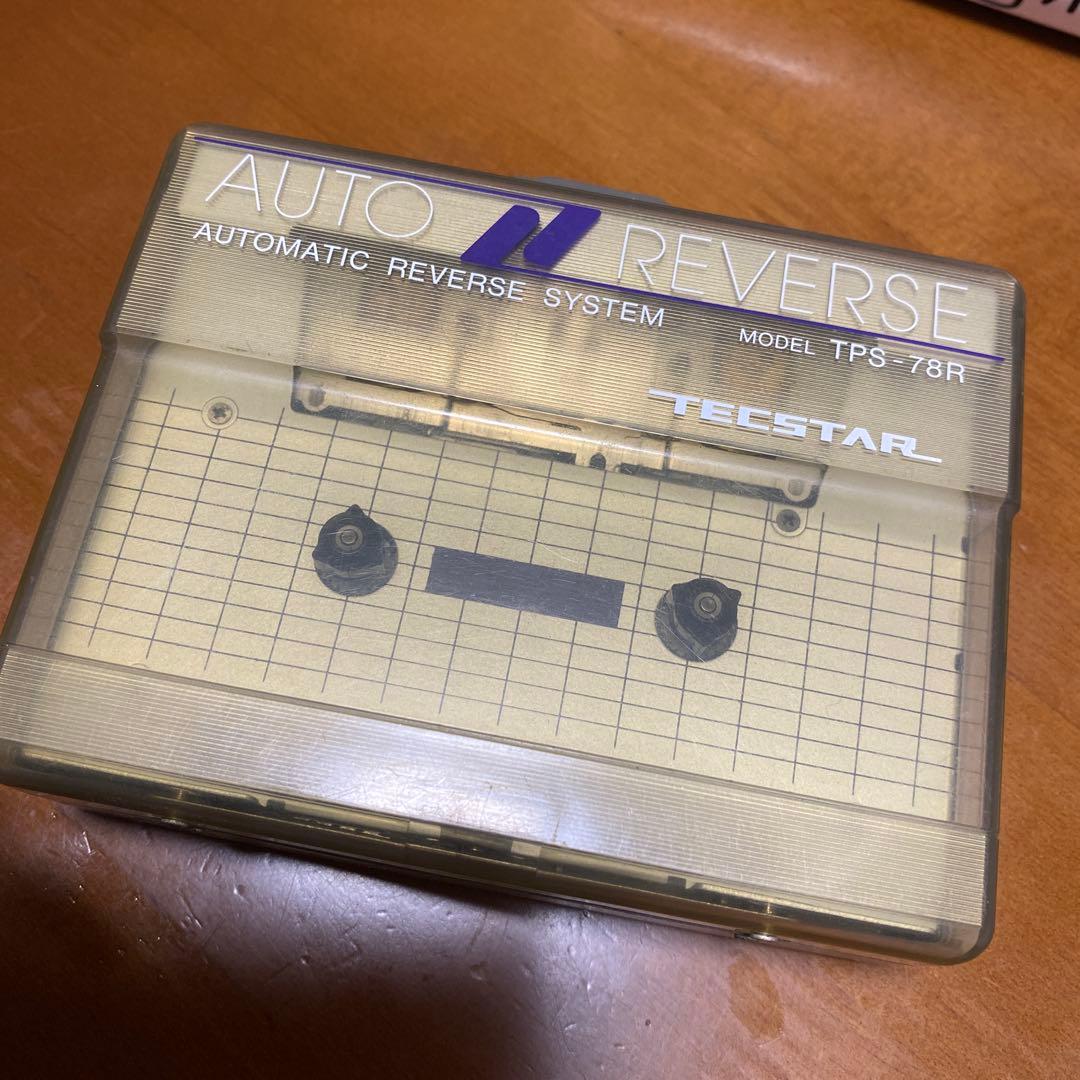 AUTO REVERSE
AUTOMATIC REVERSE SYSTEM
MODEL TPS-78R
TECSTAR